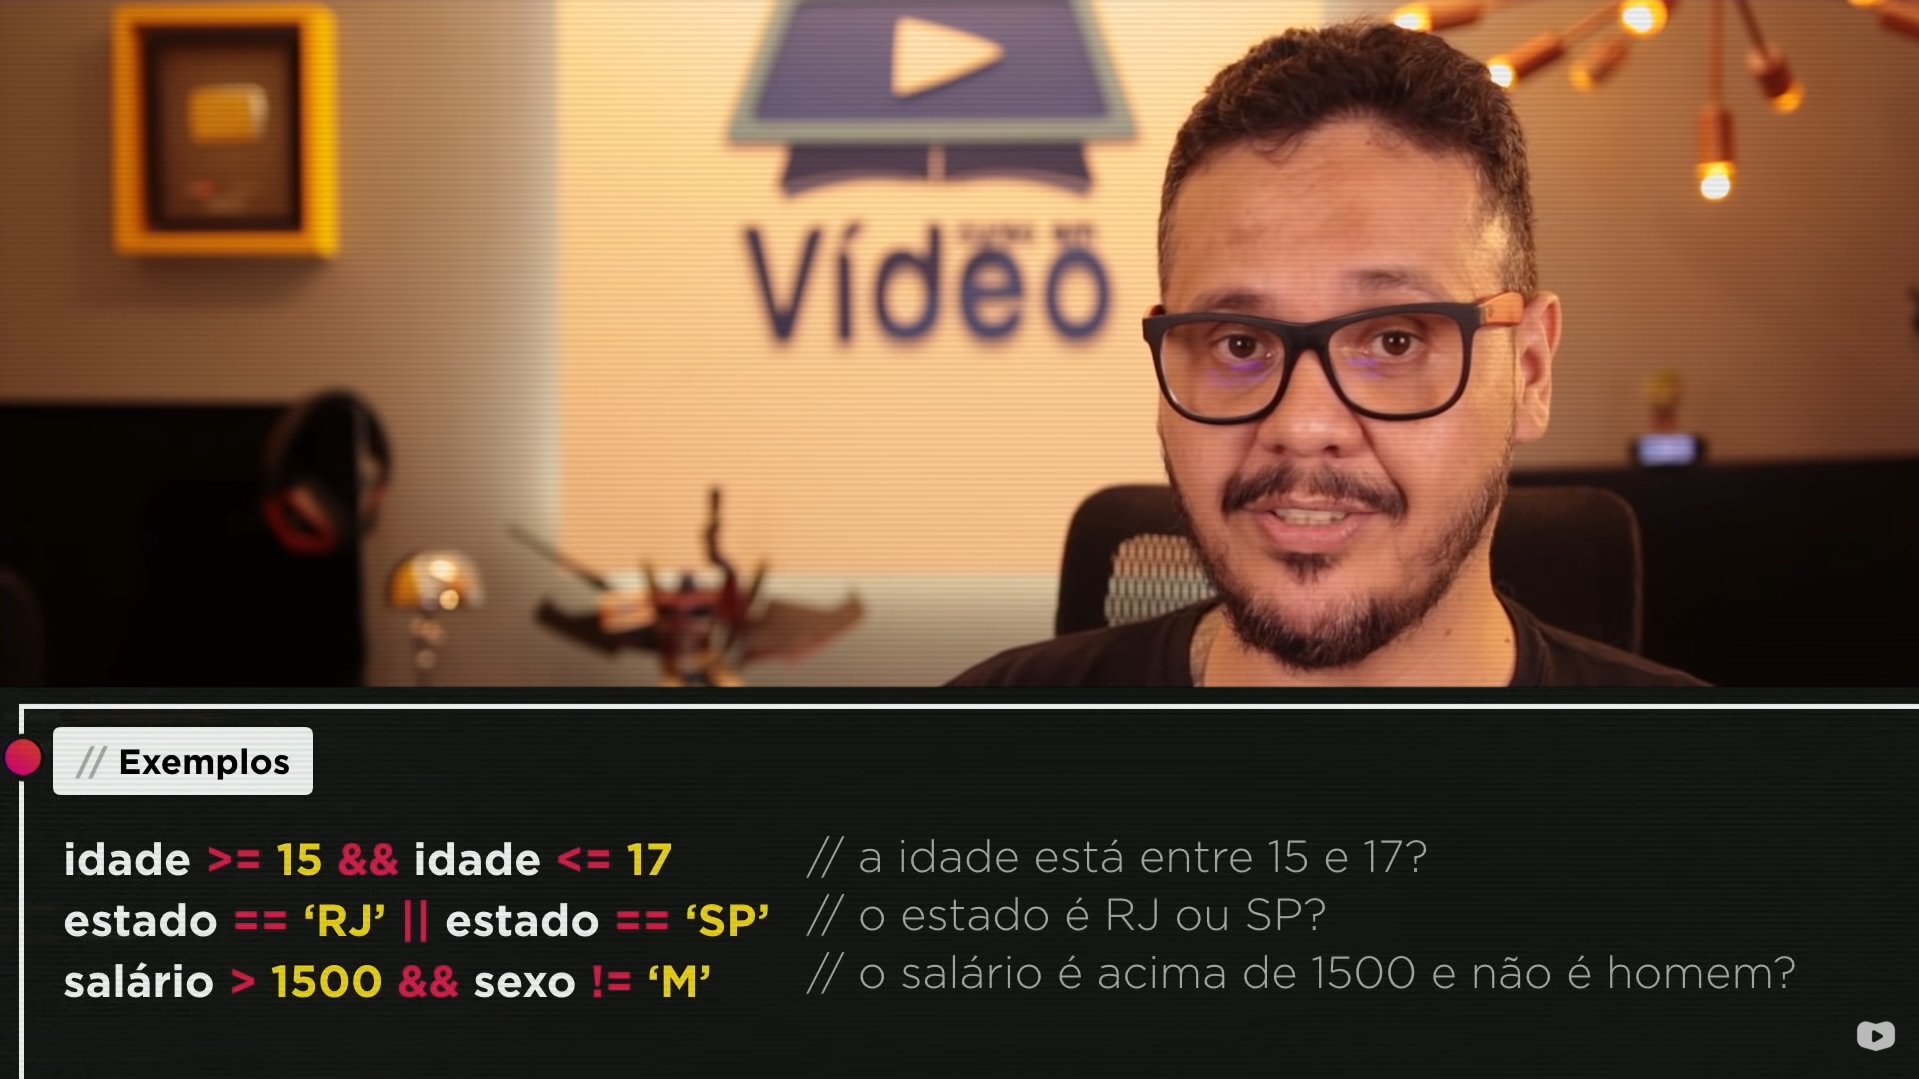 Vídeo
// Exemplos
idade >= 15 && idade <= 17 // a idade está entre 15 e 17?
estado == ‘RJ’ || estado == ‘SP’ // o estado é RJ ou SP?
salário > 1500 && sexo != ‘M’ // o salário é acima de 1500 e não é homem?